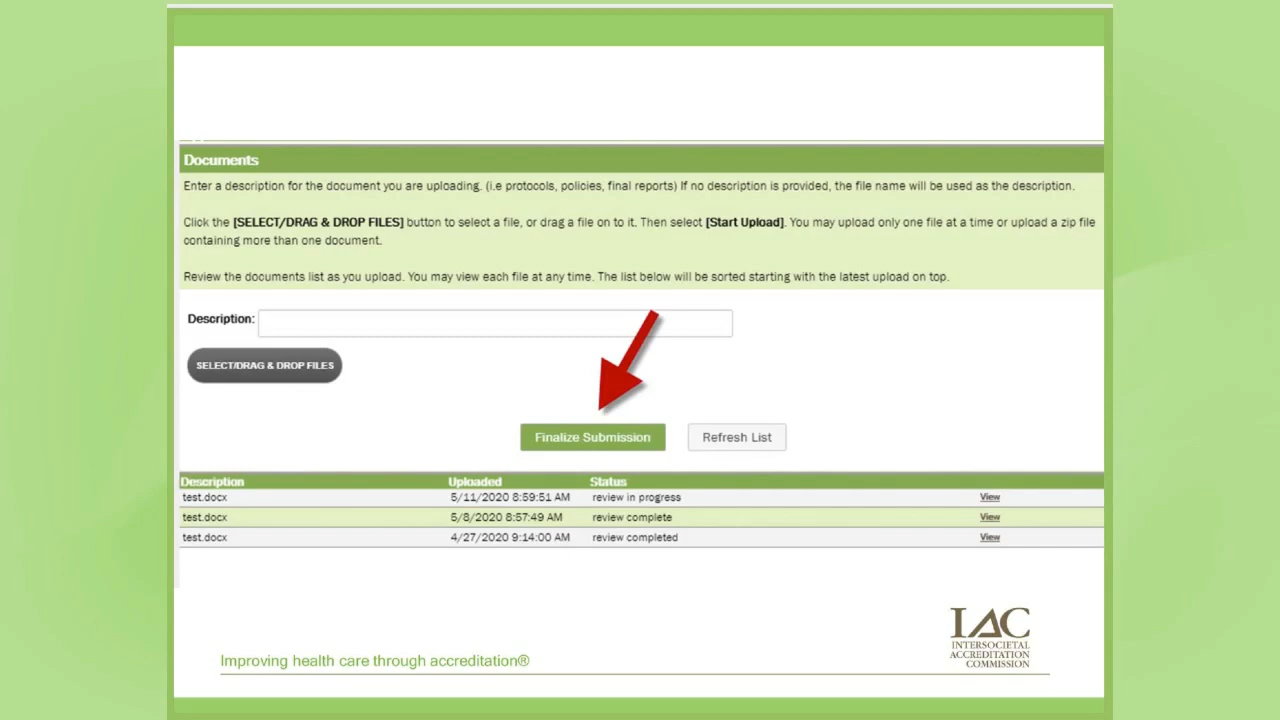 Documents
Enter a description for the document you are uploading. (i.e protocols, policies, final reports) If no description is provided, the file name will be used as the description.
Click the [SELECT/DRAG & DROP FILES] button to select a file, or drag a file on to it. Then select [Start Upload]. You may upload only one file at a time or upload a zip file
containing more than one document.
Review the documents list as you upload. You may view each file at any time. The list below will be sorted starting with the latest upload on top.
Description:
SELECT/DRAG & DROP FILES
Finalize Submission Refresh List
Description Uploaded Status
test.docx 5/11/2020 8:59:51 AM review in progress View
test.docx 5/8/2020 8:57:49 AM review complete View
test.docx 4/27/2020 9:14:00 AM review completed View
IAC
INTERSOCIETAL
ACCREDITATION
COMMISSION
Improving health care through accreditation®